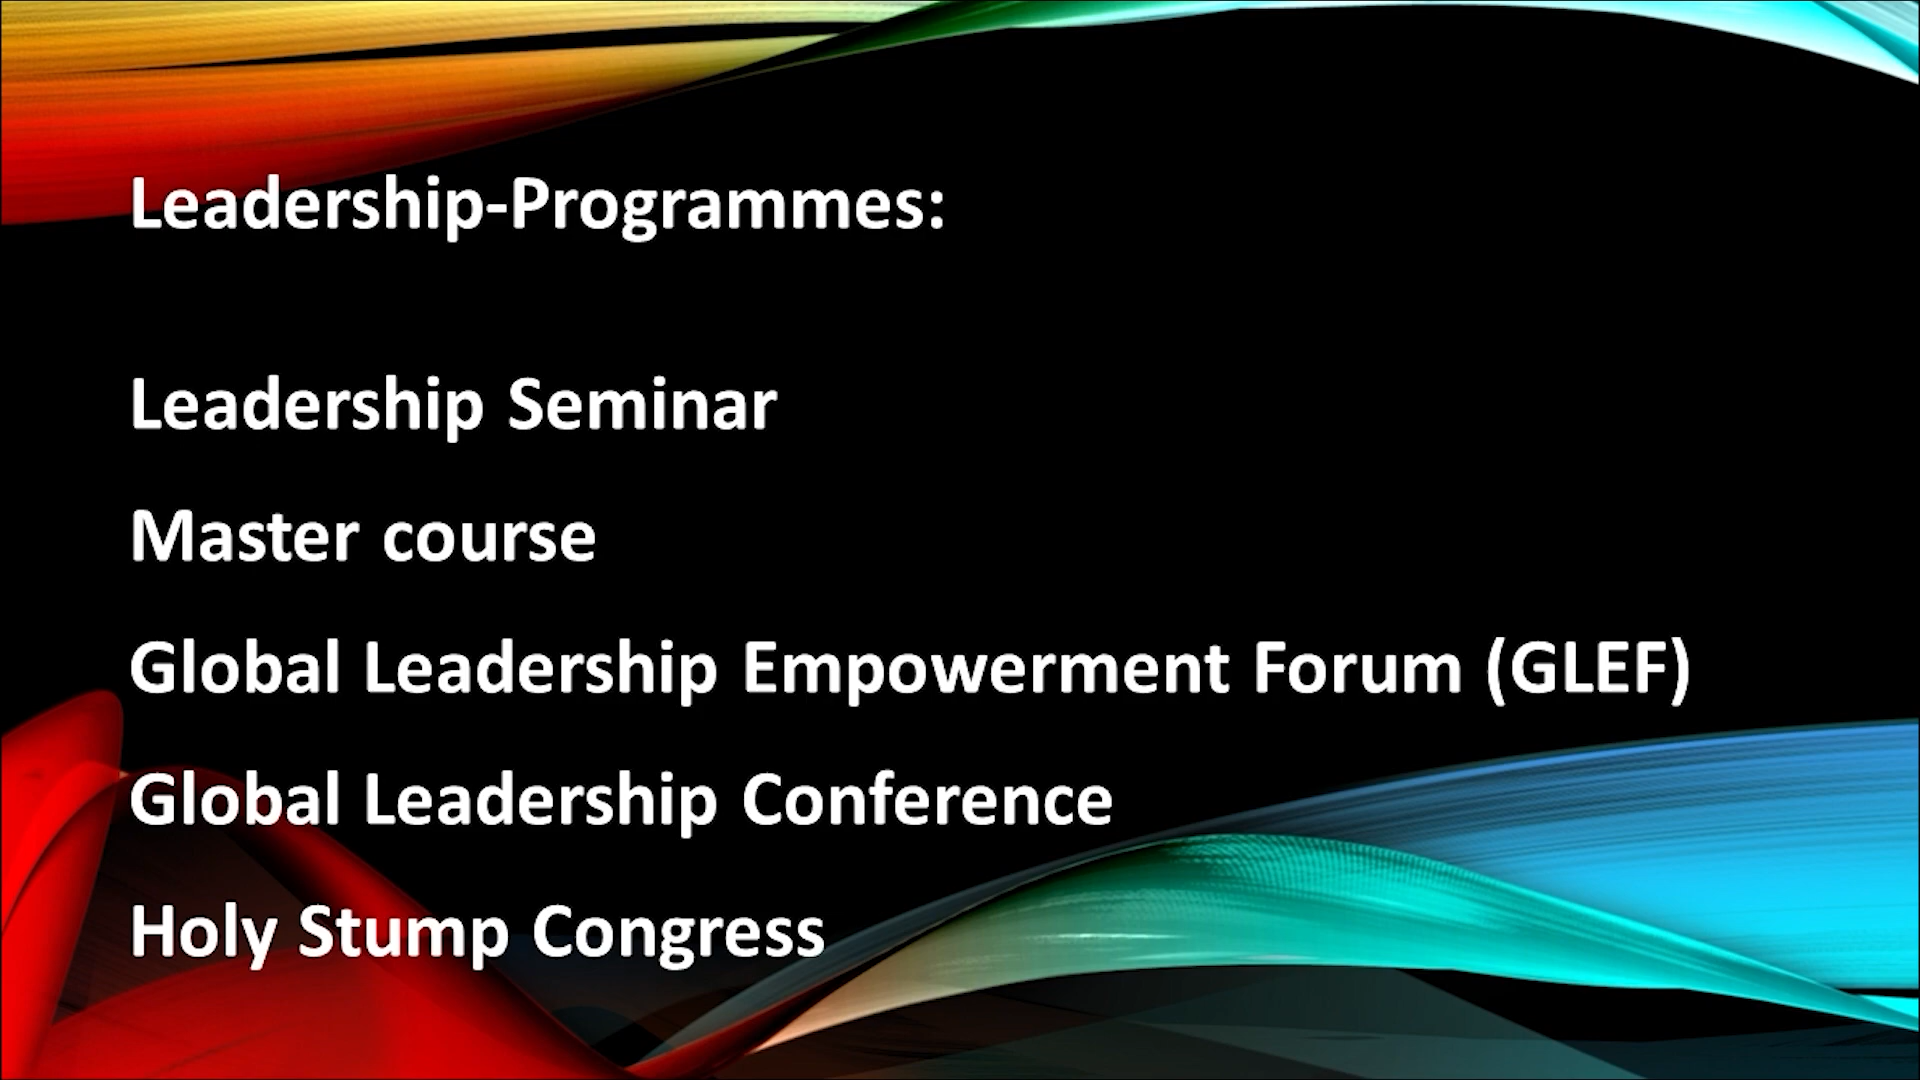 Leadership-Programmes:
Leadership Seminar
Master course
Global Leadership Empowerment Forum (GLEF)
Global Leadership Conference
Holy Stump Congress